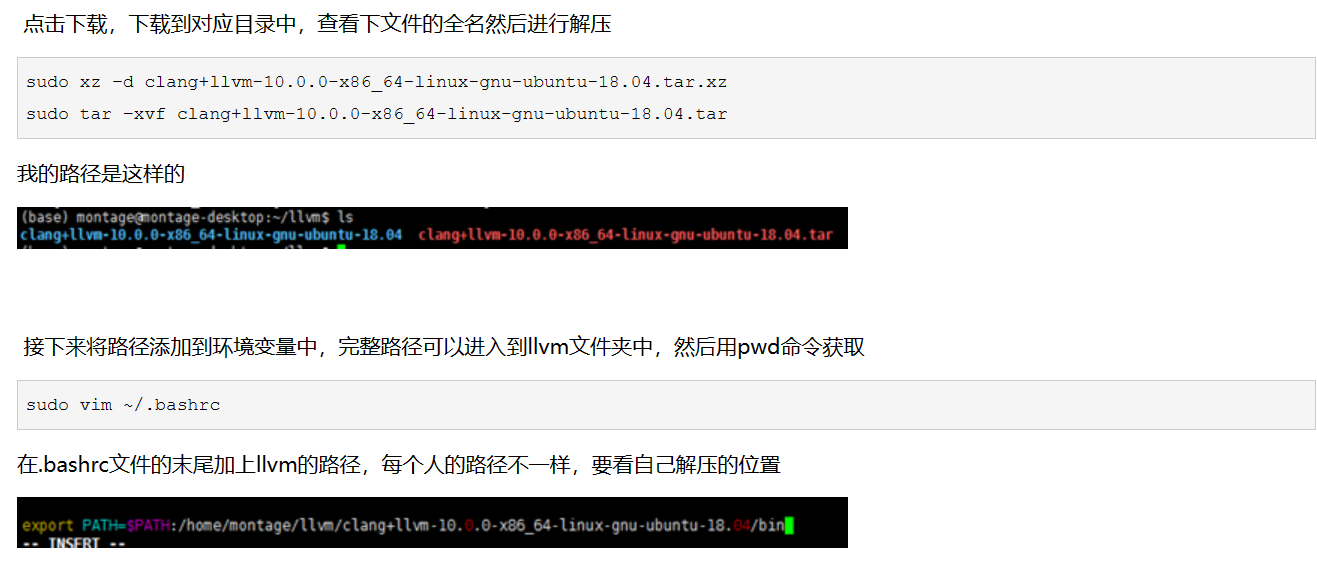 点击下载，下载到对应目录中，查看下文件的全名然后进行解压
sudo xz -d clang+llvm-10.0.0-x86_64-linux-gnu-ubuntu-18.04.tar.xz
sudo tar -xvf clang+llvm-10.0.0-x86_64-linux-gnu-ubuntu-18.04.tar
我的路径是这样的
(base) montage@montage-desktop:~/llvm$ ls
clang+llvm-10.0.0-x86_64-linux-gnu-ubuntu-18.04 clang+llvm-10.0.0-x86_64-linux-gnu-ubuntu-18.04.tar
接下来将路径添加到环境变量中，完整路径可以进入到llvm文件夹中，然后用pwd命令获取
sudo vim ~/.bashrc
在.bashrc文件的末尾加上llvm的路径，每个人的路径不一样，要看自己解压的位置
export PATH=$PATH:/home/montage/llvm/clang+llvm-10.0.0-x86_64-linux-gnu-ubuntu-18.04/bin
-- INSERT --